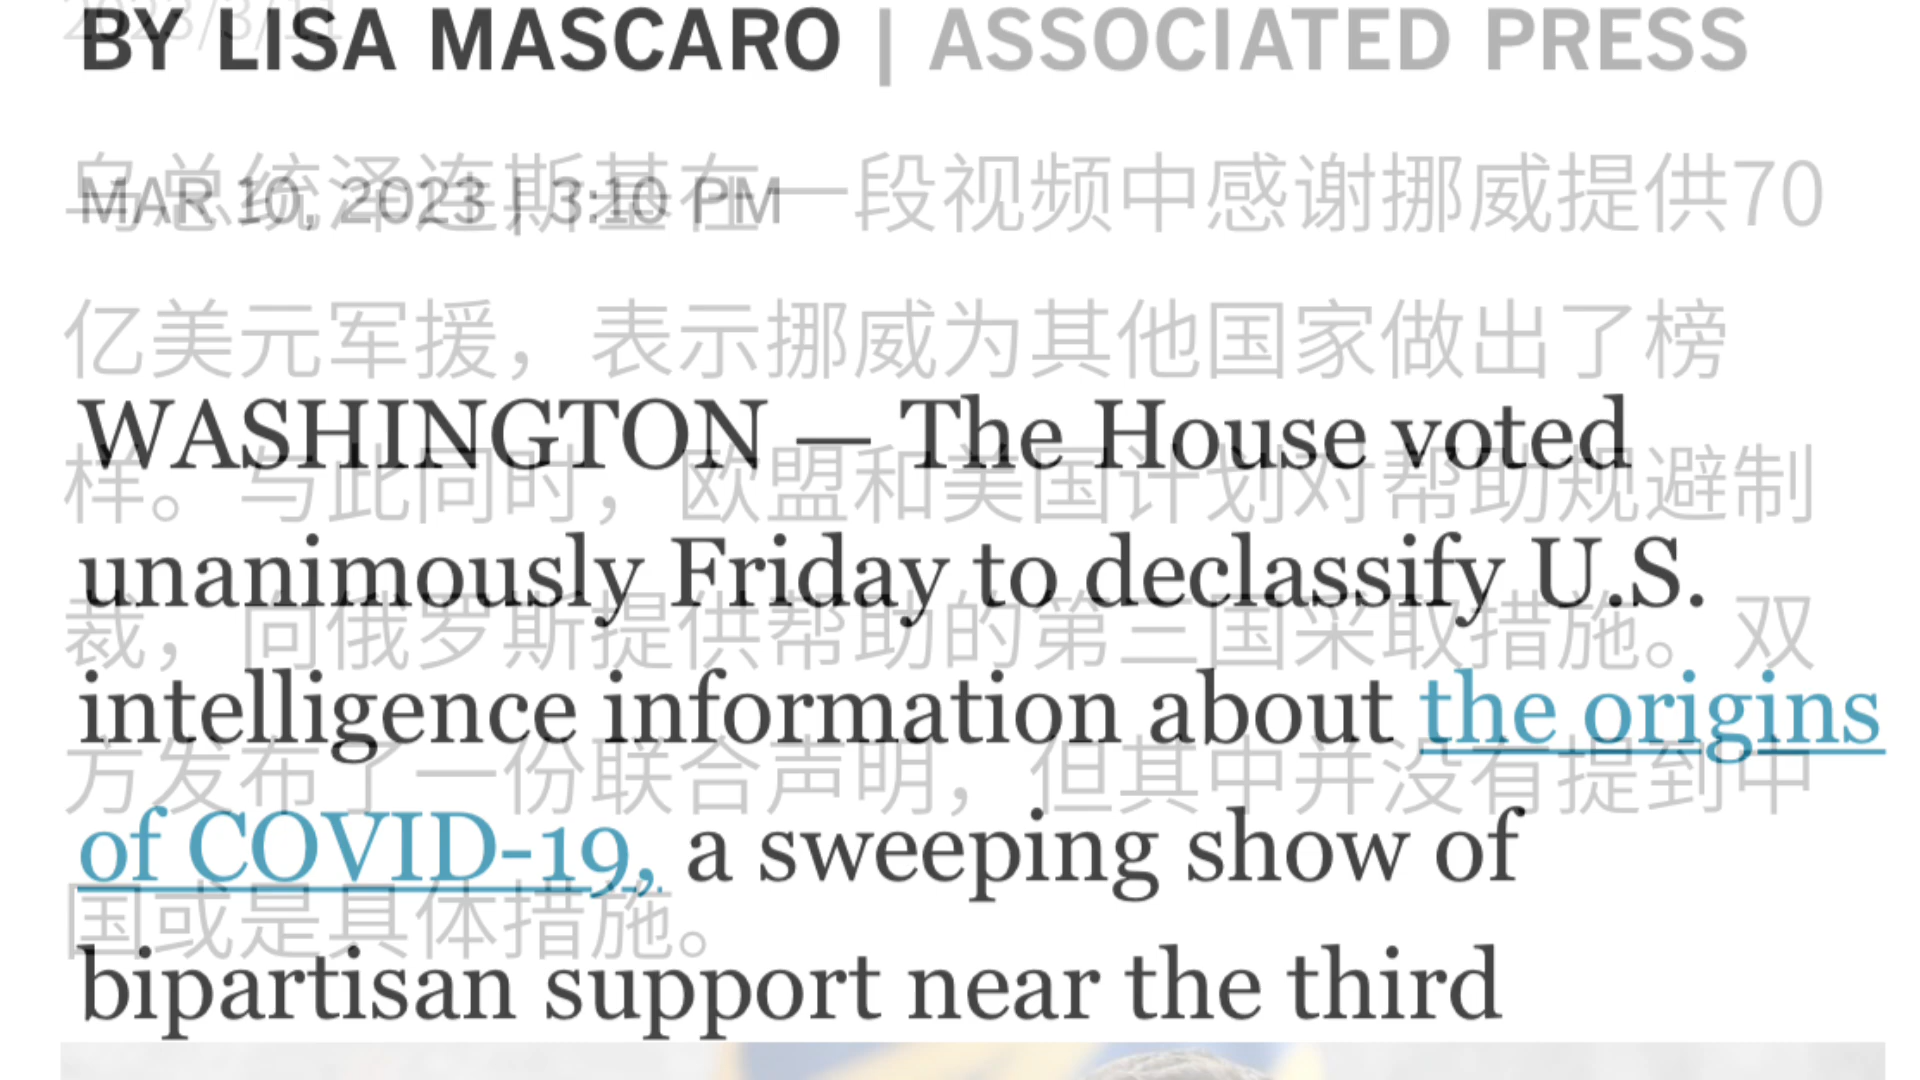 2023/3/11
BY LISA MASCARO | ASSOCIATED PRESS
乌总统泽连斯基在一段视频中感谢挪威提供70
MAR 10, 2023 | 3:10 PM
亿美元军援，表示挪威为其他国家做出了榜
WASHINGTON — The House voted
样。与此同时，欧盟和美国计划对帮助规避制
unanimously Friday to declassify U.S.
裁，向俄罗斯提供帮助的第三国采取措施。双
intelligence information about the origins
方发布了一份联合声明，但其中并没有提到中
of COVID-19, a sweeping show of
国或是具体措施。
bipartisan support near the third